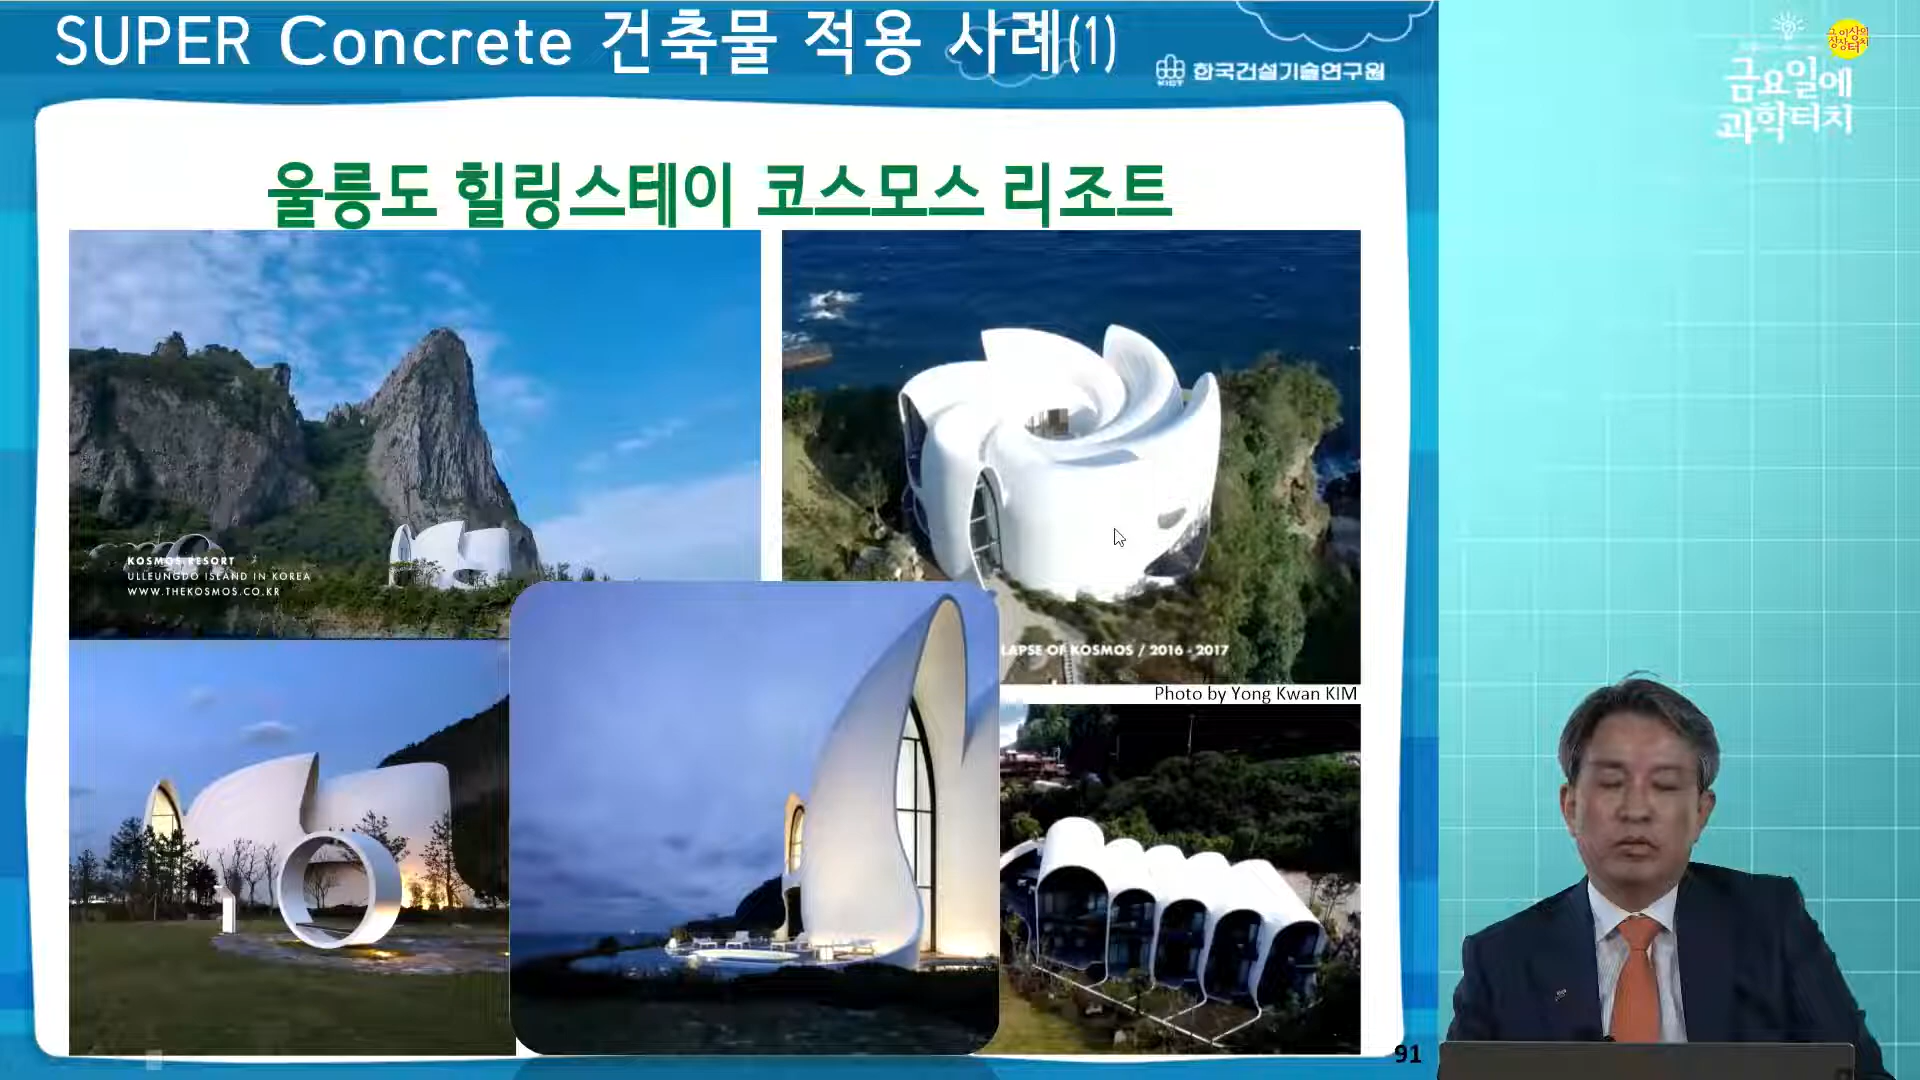 SUPER Concrete 건축물 적용 사례(1)
KICT 한국건설기술연구원
금요일에
과학터치
울릉도 힐링스테이 코스모스 리조트
KOSMOS RESORT
ULLEUNGDO ISLAND IN KOREA
WWW.THEKOSMOS.CO.KR
LAPSE OF KOSMOS / 2016 - 2017
Photo by Yong Kwan KIM
91